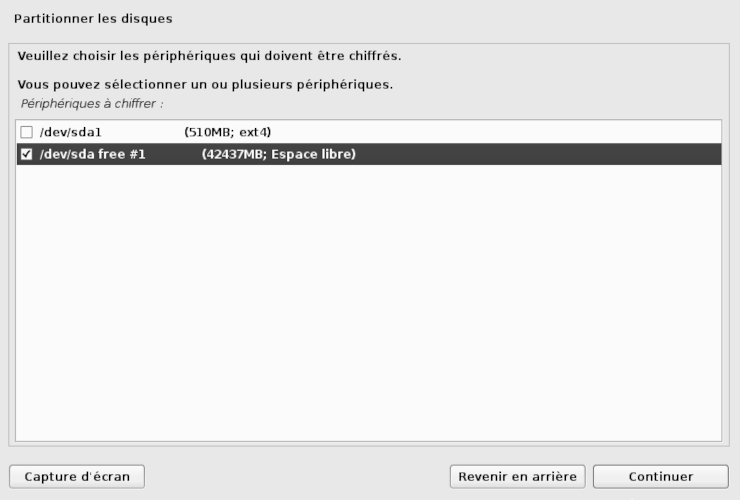 Partitionner les disques
Veuillez choisir les périphériques qui doivent être chiffrés.
Vous pouvez sélectionner un ou plusieurs périphériques.
Périphériques à chiffrer :
/dev/sda1 (510MB; ext4)
/dev/sda free #1 (42437MB; Espace libre)
Capture d'écran Revenir en arrière Continuer